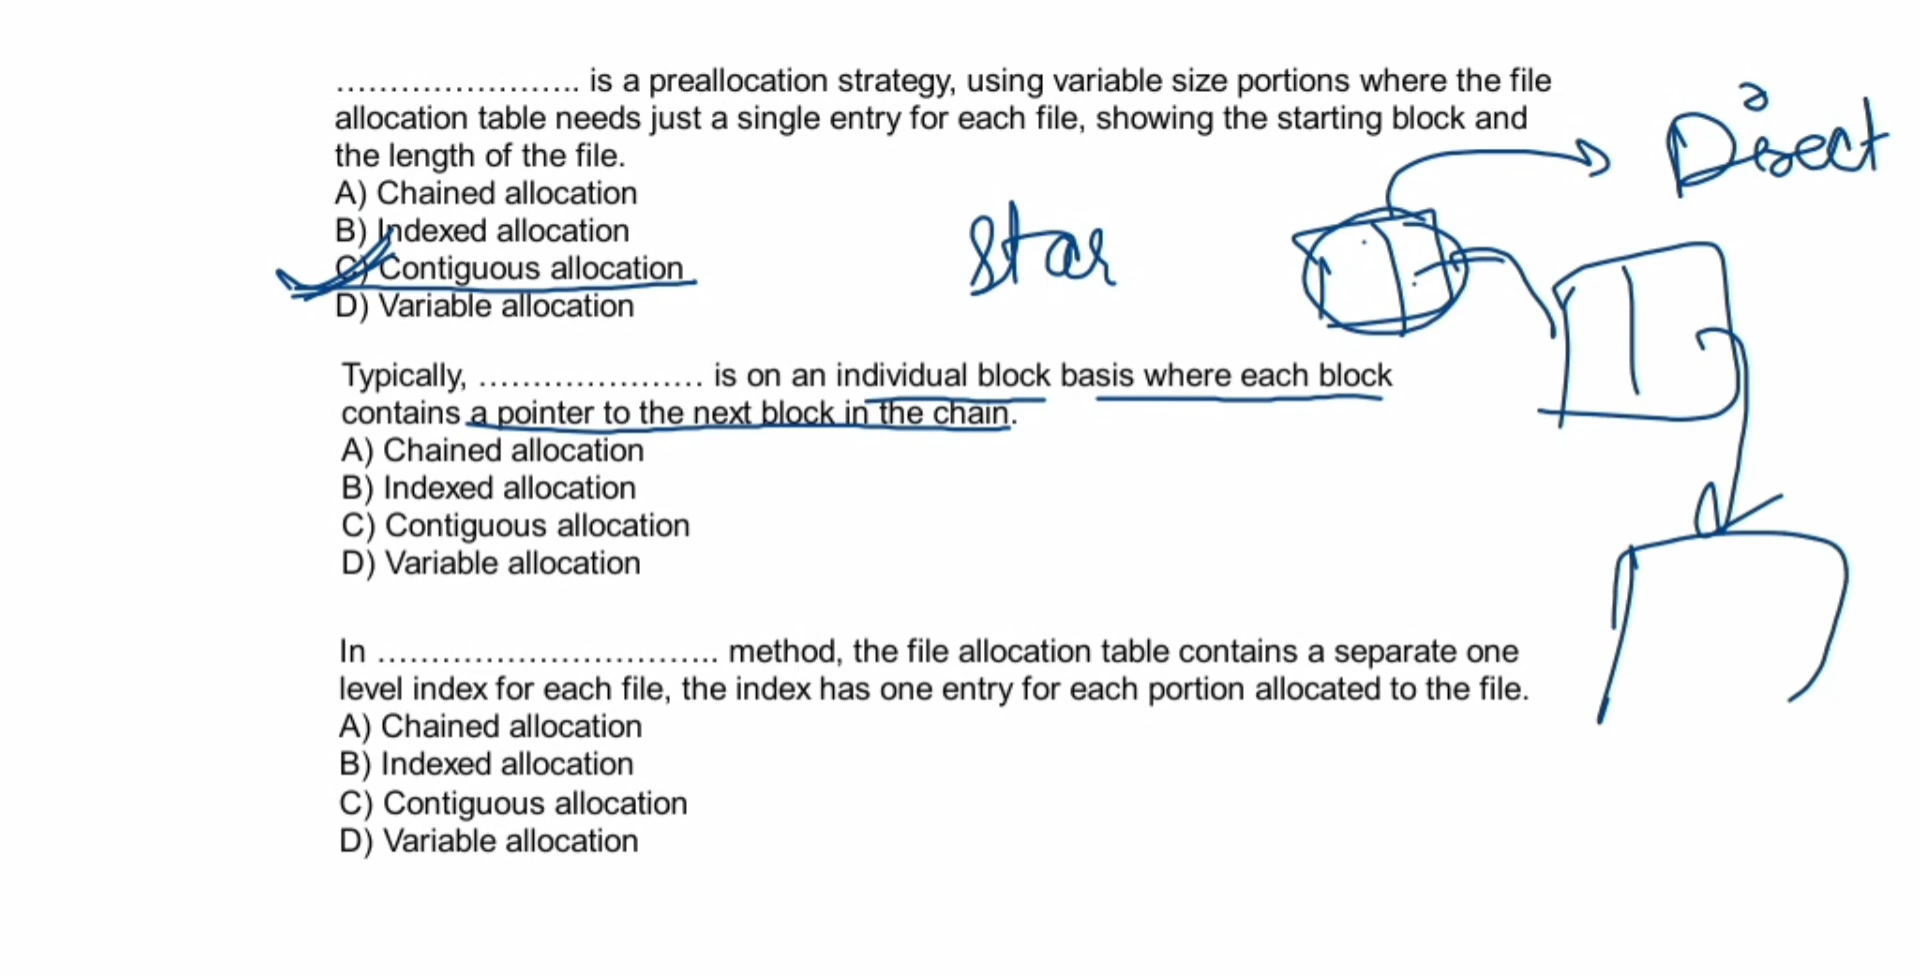 ........................ is a preallocation strategy, using variable size portions where the file
allocation table needs just a single entry for each file, showing the starting block and
the length of the file.
A) Chained allocation
B) Indexed allocation
C) Contiguous allocation
D) Variable allocation
Star
Direct
Typically, ...................... is on an individual block basis where each block
contains a pointer to the next block in the chain.
A) Chained allocation
B) Indexed allocation
C) Contiguous allocation
D) Variable allocation
In ................................. method, the file allocation table contains a separate one
level index for each file, the index has one entry for each portion allocated to the file.
A) Chained allocation
B) Indexed allocation
C) Contiguous allocation
D) Variable allocation